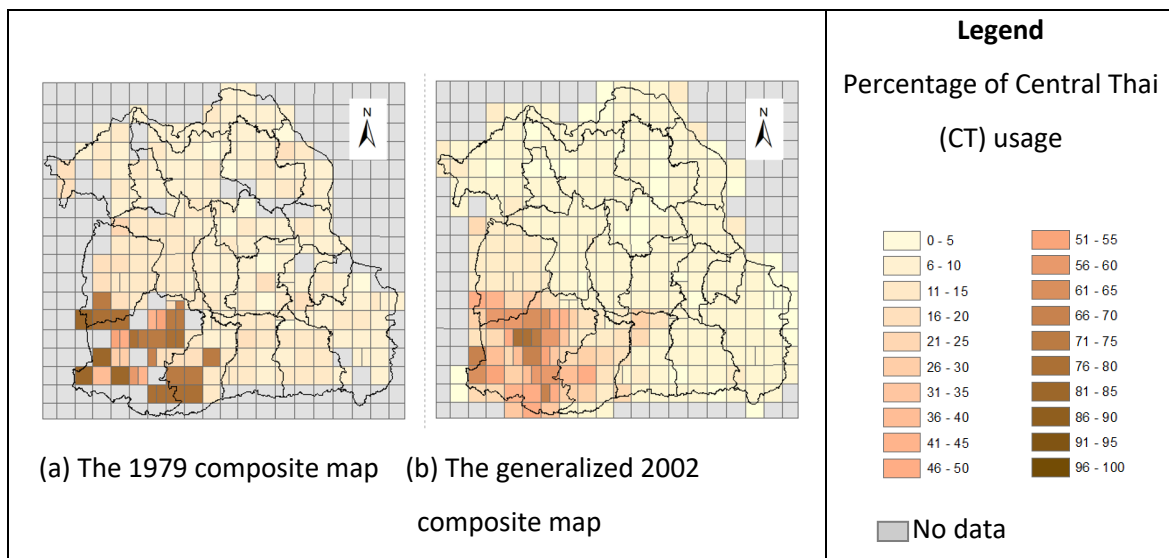 N
N
(a) The 1979 composite map
(b) The generalized 2002
composite map
Legend
Percentage of Central Thai
(CT) usage
0 - 5
6 - 10
11 - 15
16 - 20
21 - 25
26 - 30
31 - 35
36 - 40
41 - 45
46 - 50
51 - 55
56 - 60
61 - 65
66 - 70
71 - 75
76 - 80
81 - 85
86 - 90
91 - 95
96 - 100
No data